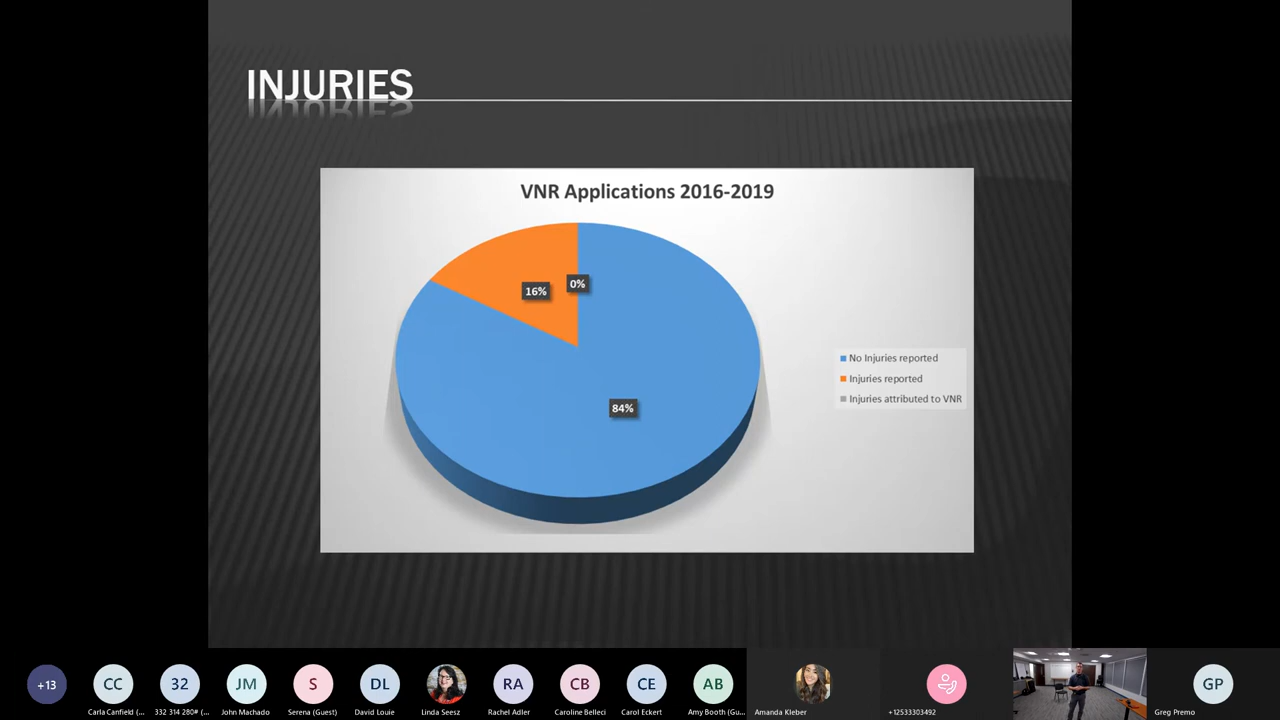 INJURIES
VNR Applications 2016-2019
0%
16%
84%
No Injuries reported
Injuries reported
Injuries attributed to VNR
+13
CC
32
JM
S
DL
RA
CB
CE
AB
GP
Carla Canfield (...
332 314 280# (...
John Machado
Serena (Guest)
David Louie
Linda Seesz
Rachel Adler
Caroline Belleci
Carol Eckert
Amy Booth (Gu...
Amanda Kleber
+12533303492
Greg Premo